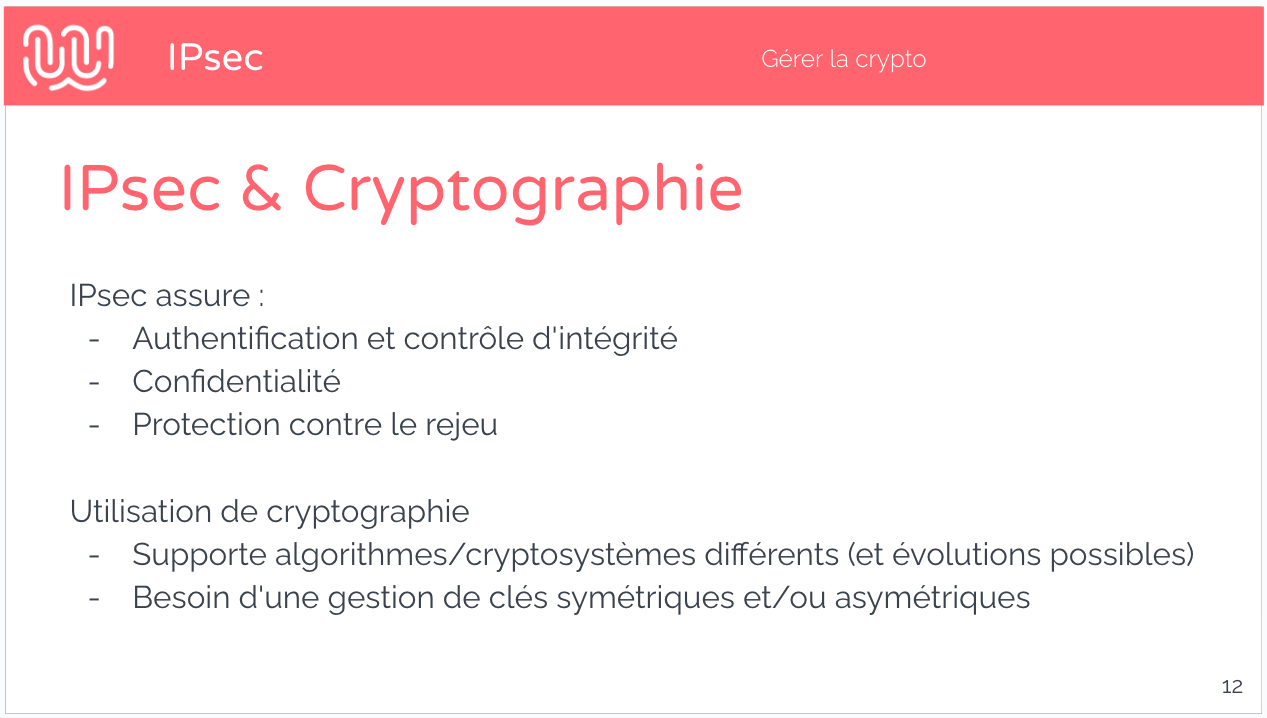 IPsec
Gérer la crypto
IPsec & Cryptographie
IPsec assure :
- Authentification et contrôle d'intégrité
- Confidentialité
- Protection contre le rejeu
Utilisation de cryptographie
- Supporte algorithmes/cryptosystèmes différents (et évolutions possibles)
- Besoin d'une gestion de clés symétriques et/ou asymétriques
12